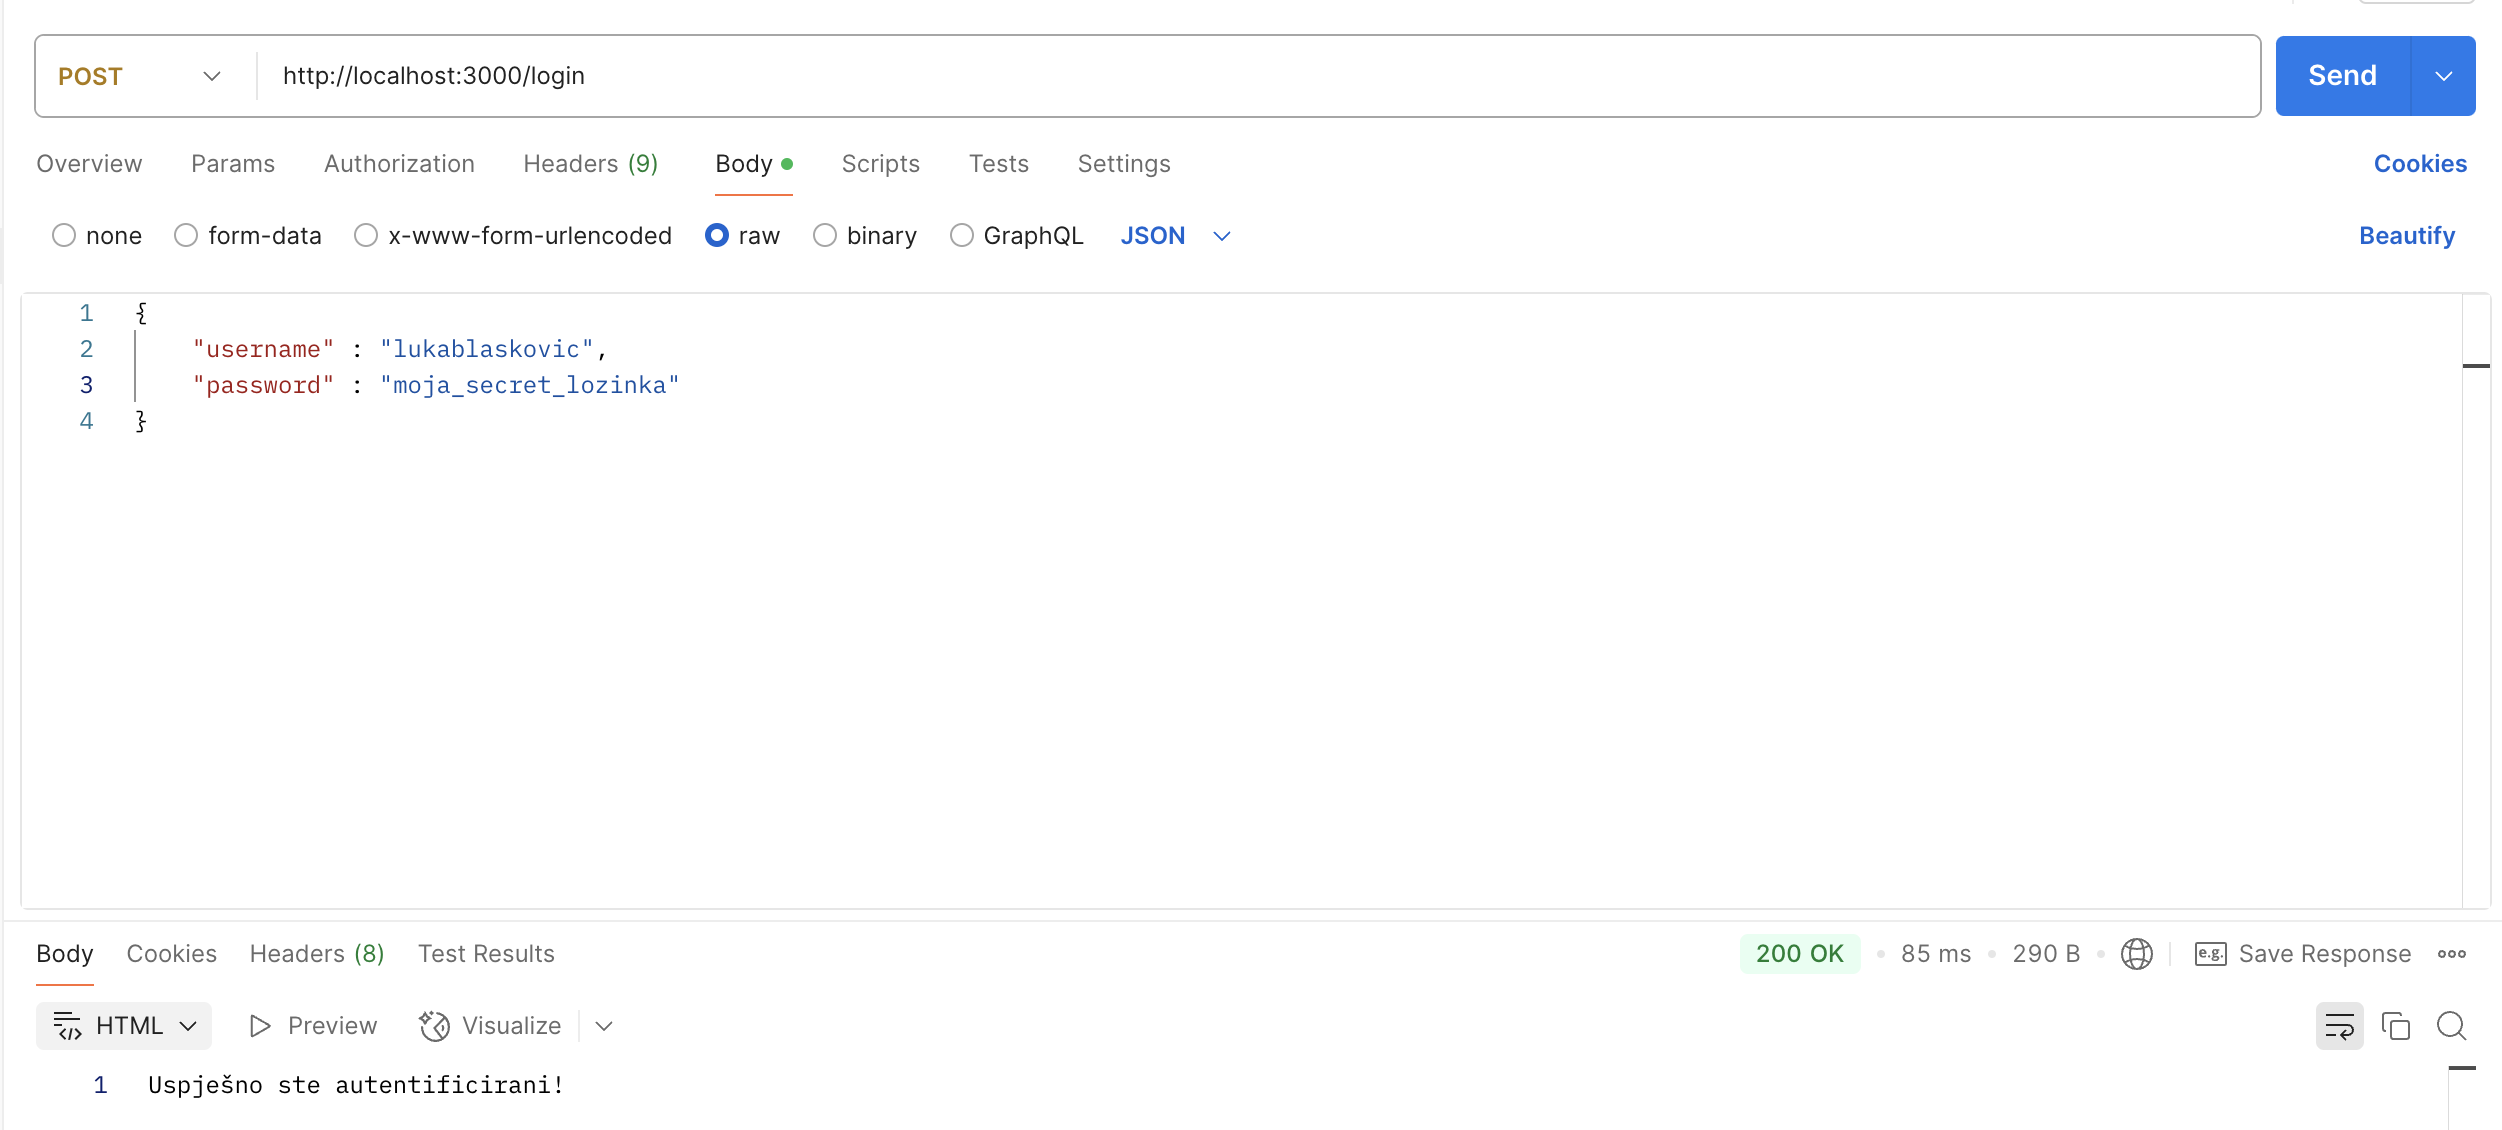 POST http://localhost:3000/login Send
Overview Params Authorization Headers (9) Body Scripts Tests Settings Cookies
none form-data x-www-form-urlencoded raw binary GraphQL JSON Beautify
1 {
2 "username" : "lukablaskovic",
3 "password" : "moja_secret_lozinka"
4 }
Body Cookies Headers (8) Test Results 200 OK • 85 ms • 290 B • e.g. Save Response
HTML Preview Visualize
1 Uspješno ste autentificirani!